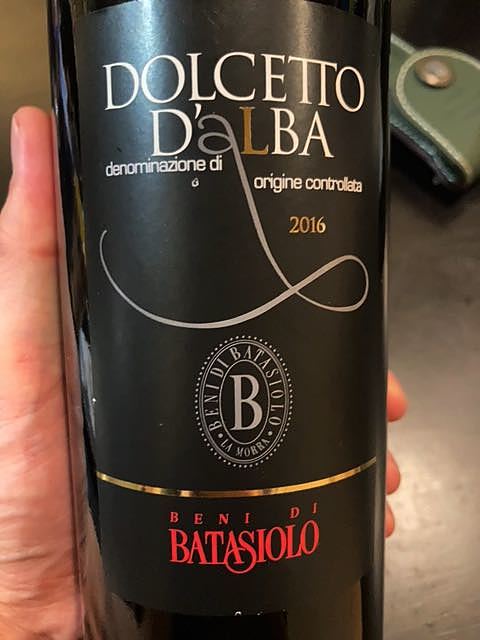 DOLCETTO
D'aLBA
denominazione di
origine controllata
2016
BENI DI BATASIOLO
B
• LA MORRA •
BENI DI
BATASIOLO